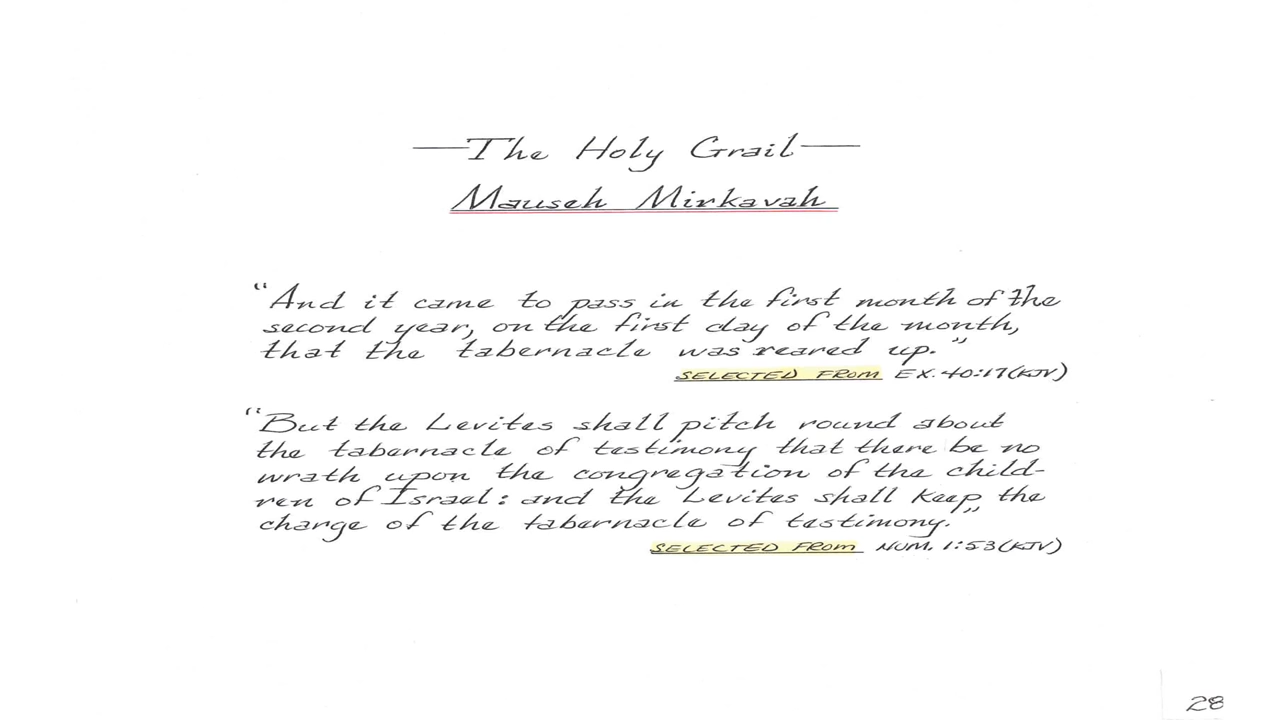 —The Holy Grail—
Mauseh Mirkavah
"And it came to pass in the first month of the
second year, on the first day of the month,
that the tabernacle was reared up."
SELECTED FROM EX. 40:17 (KJV)
"But the Levites shall pitch round about
the tabernacle of testimony that there be no
wrath upon the congregation of the child-
ren of Israel: and the Levites shall keep the
charge of the tabernacle of testimony."
SELECTED FROM NUM. 1:53 (KJV)
28